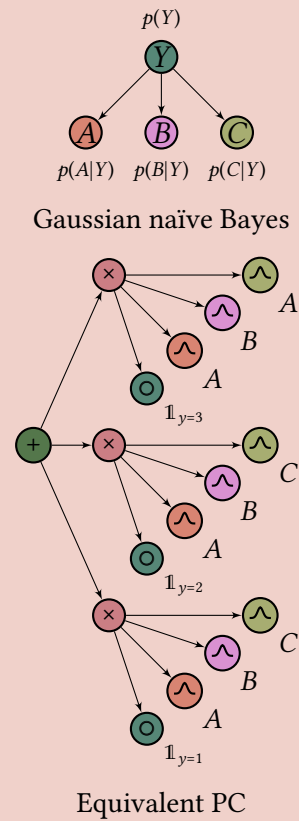 p(Y)
Y
A B C
p(A|Y) p(B|Y) p(C|Y)
Gaussian naïve Bayes
×
A
B
A
𝟙y=3
+
×
C
B
A
𝟙y=2
×
C
B
A
𝟙y=1
Equivalent PC